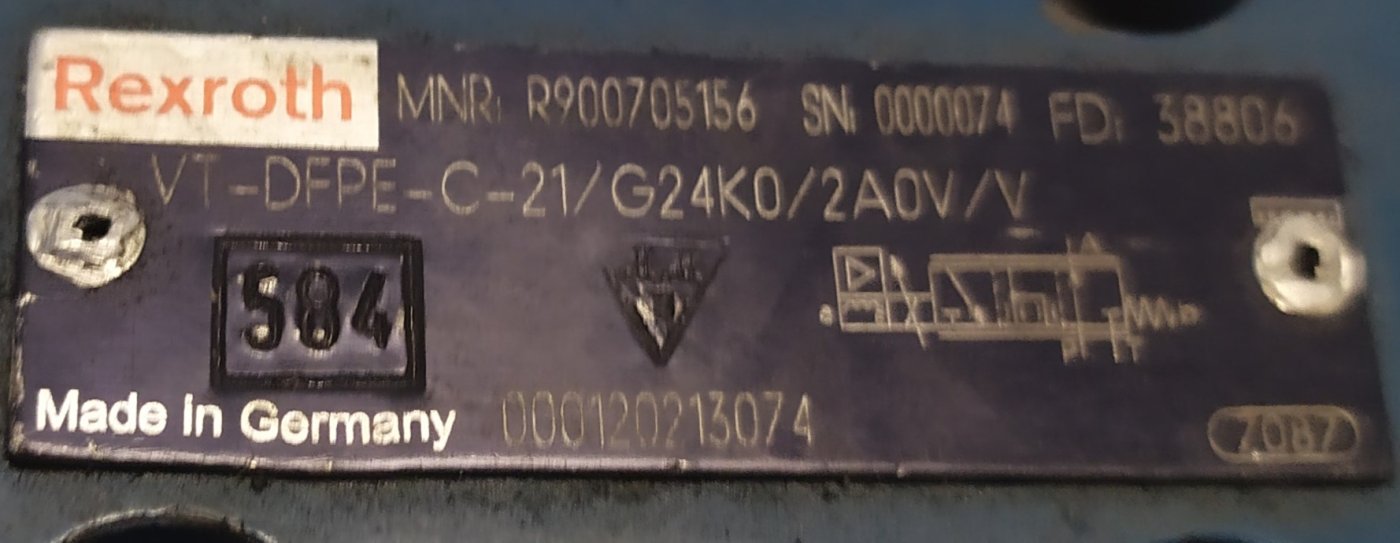 Rexroth MNR: R900705156 SN: 0000074 FD: 38806
VT-DFPE-C-21/G24K0/2A0V/V
584
Made in Germany 000120213074
7087